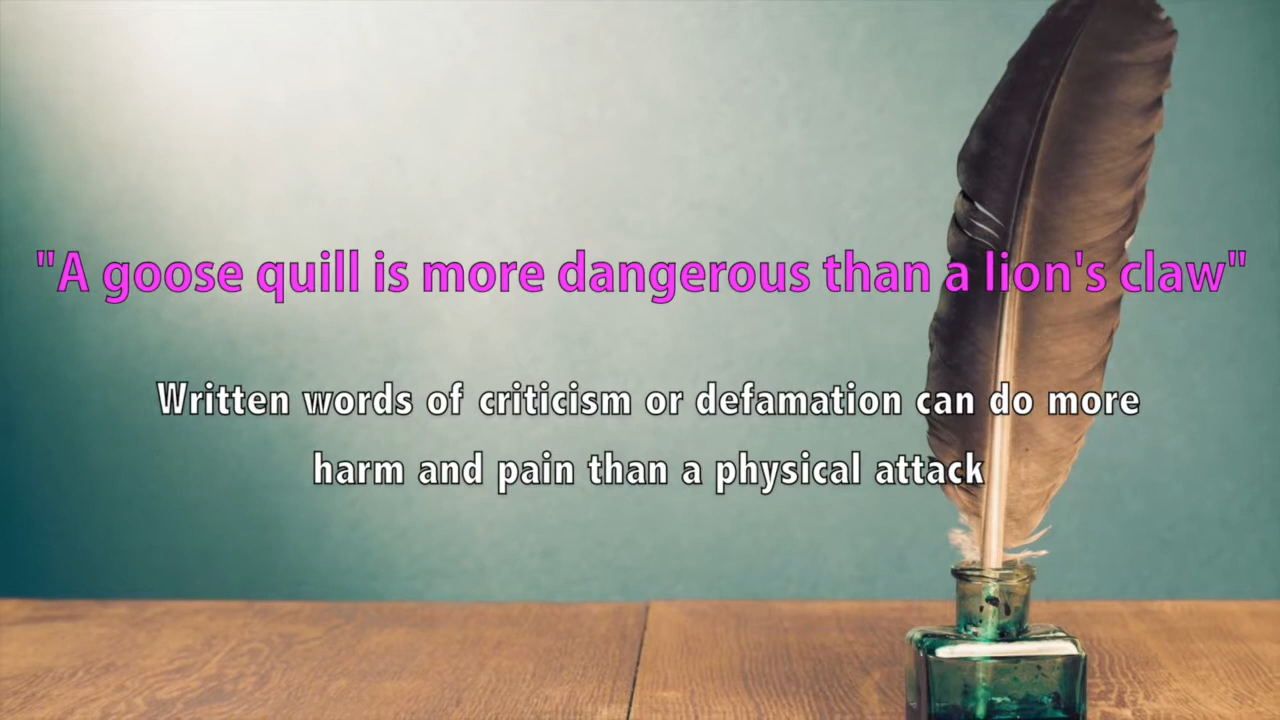 "A goose quill is more dangerous than a lion's claw"
Written words of criticism or defamation can do more
harm and pain than a physical attack